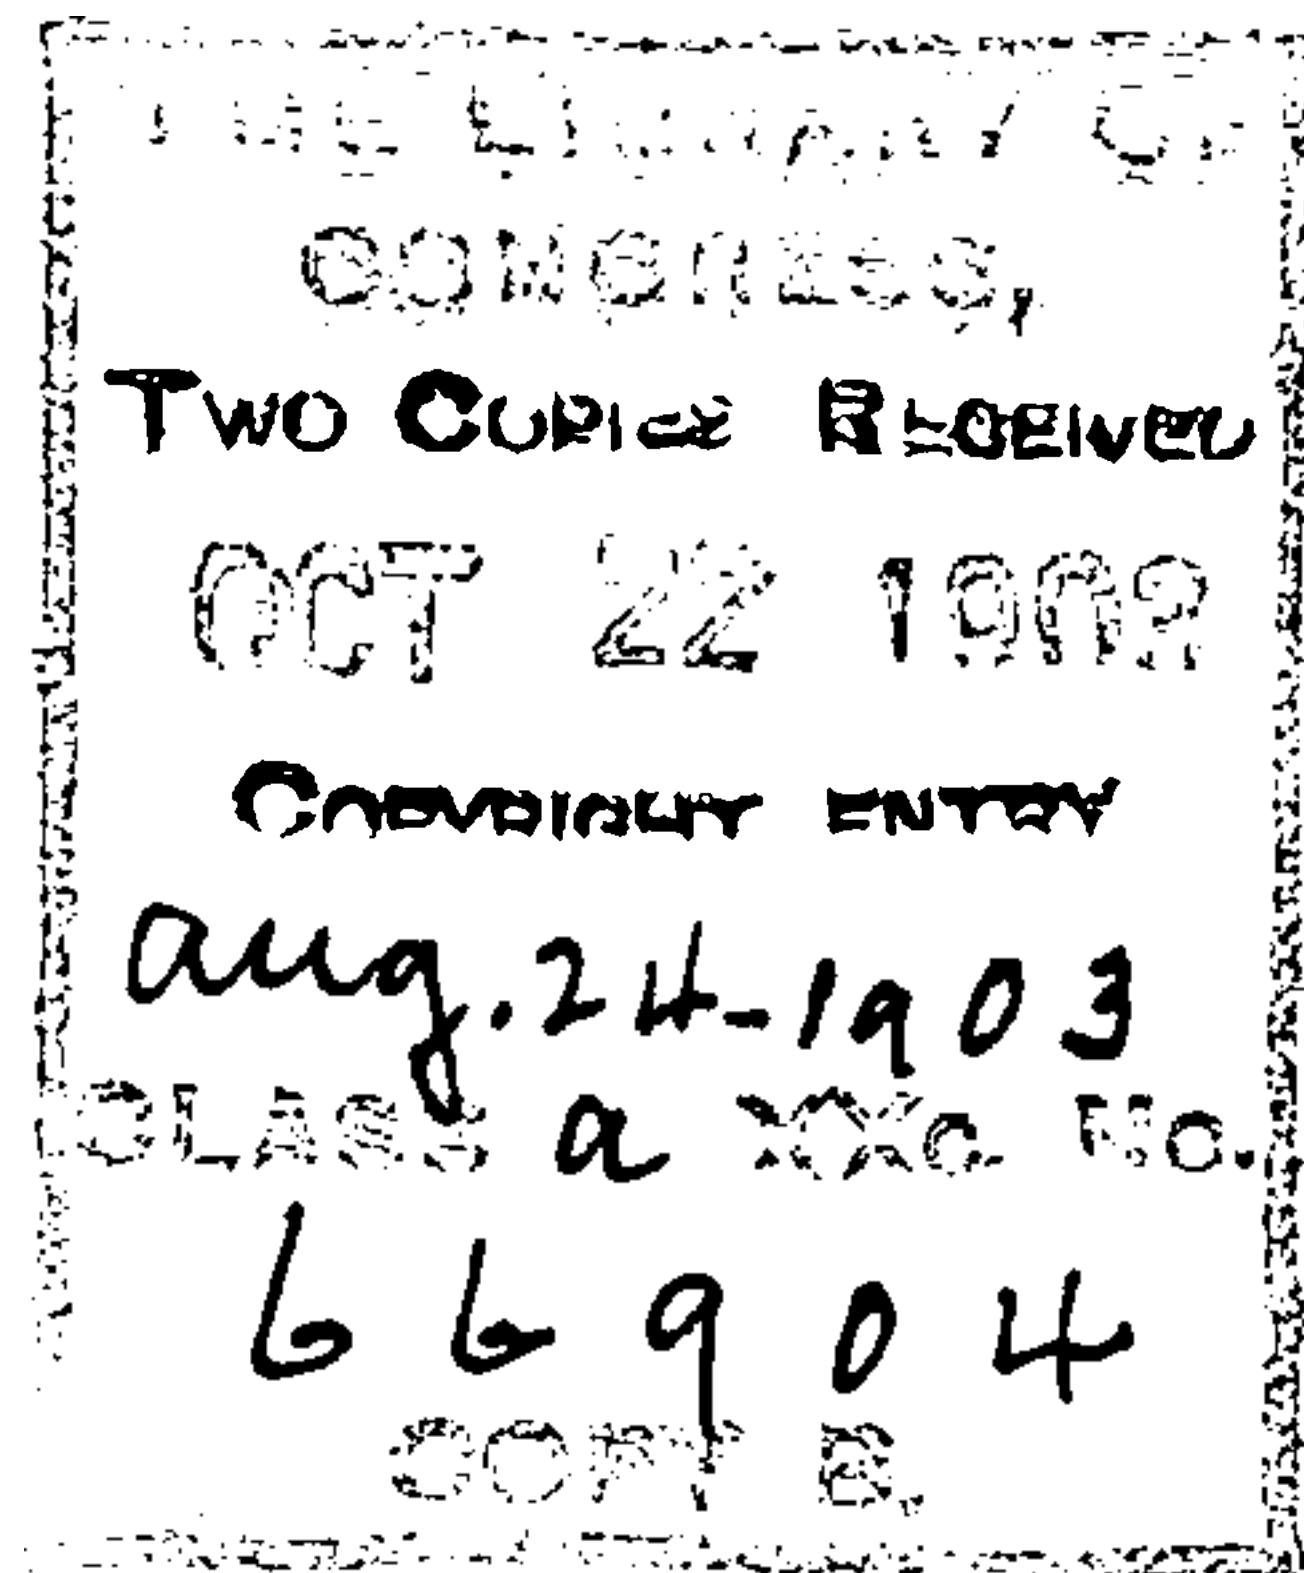 THE LIBRARY OF
CONGRESS,
TWO COPIES RECEIVED
OCT 22 1903
COPYRIGHT ENTRY
aug. 24-1903
CLASS a XXc. No.
66904
COPY B.